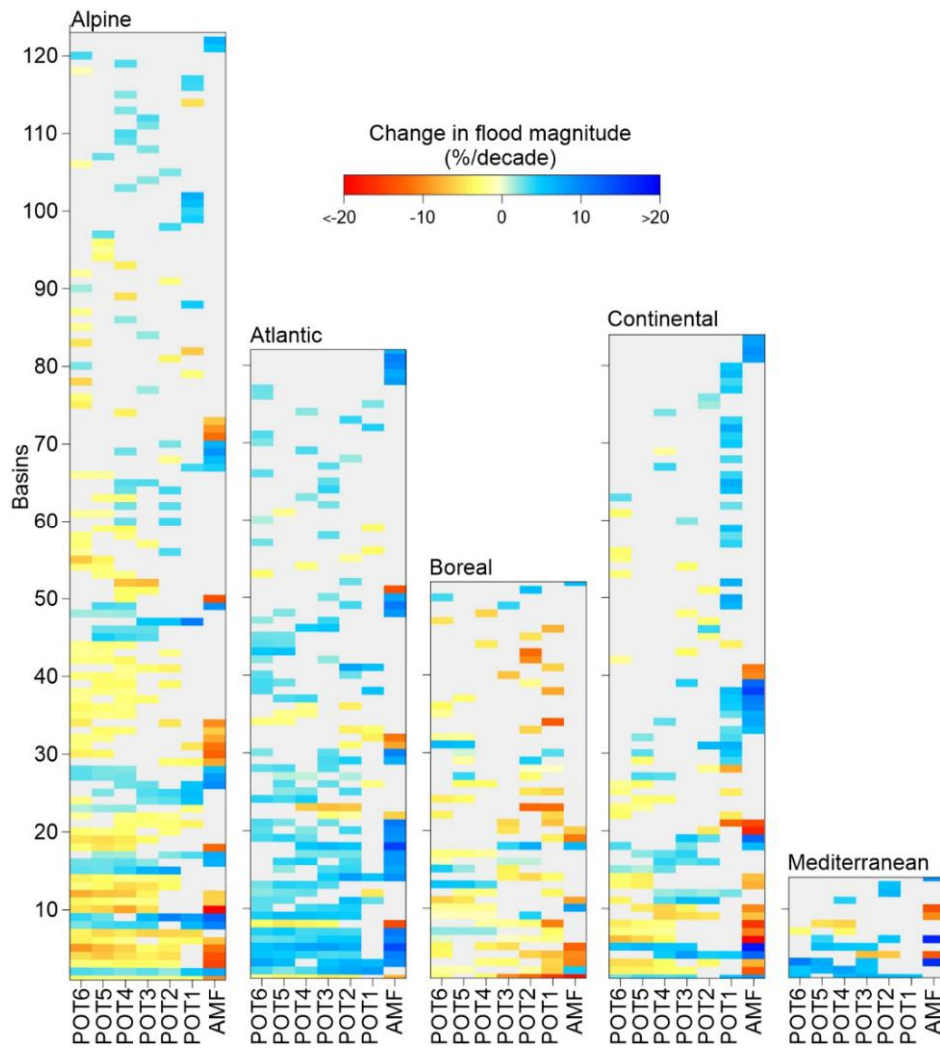 Alpine
120
110
100
90
80
70
60
50
40
30
20
10
Basins
Change in flood magnitude
(%/decade)
<-20 -10 0 10 >20
Atlantic
Boreal
Continental
Mediterranean
POT6 POT5 POT4 POT3 POT2 POT1 AMF
POT6 POT5 POT4 POT3 POT2 POT1 AMF
POT6 POT5 POT4 POT3 POT2 POT1 AMF
POT6 POT5 POT4 POT3 POT2 POT1 AMF
POT6 POT5 POT4 POT3 POT2 POT1 AMF